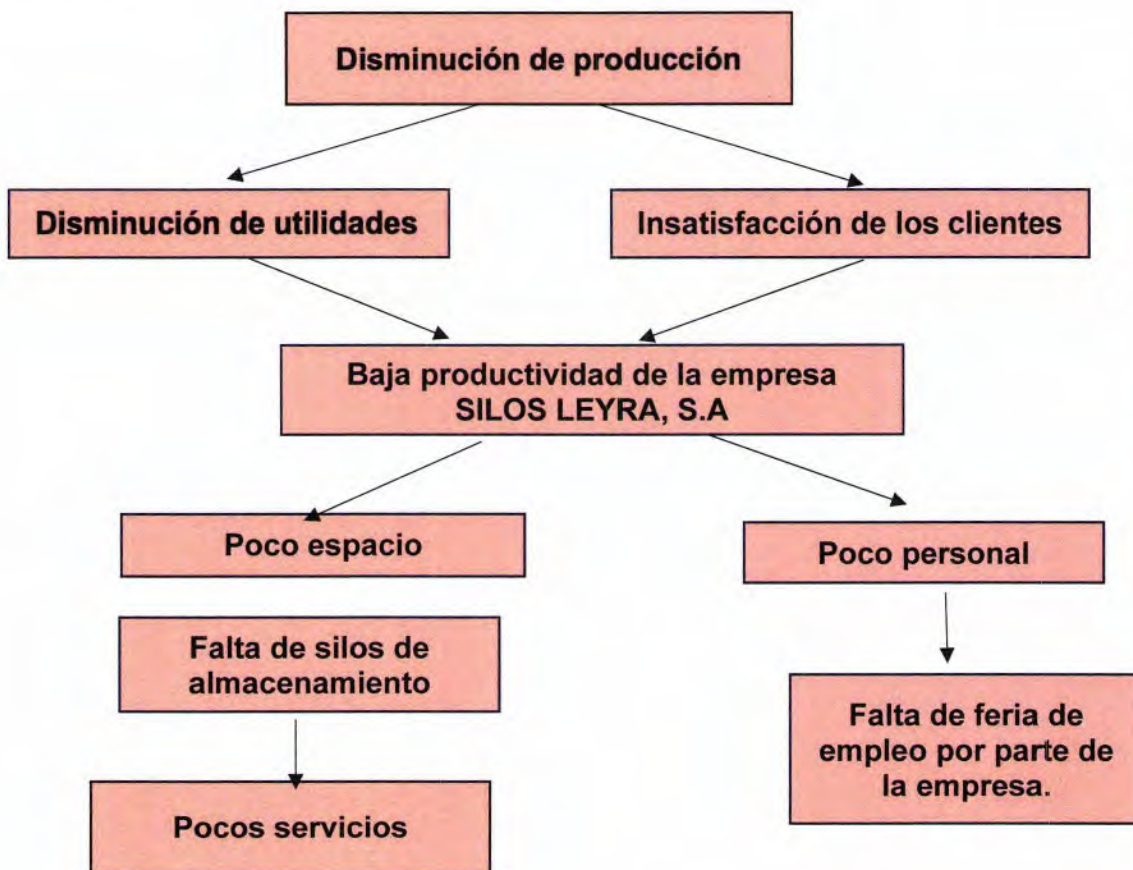 Disminución de producción
Disminución de utilidades
Insatisfacción de los clientes
Baja productividad de la empresa
SILOS LEYRA, S.A
Poco espacio
Poco personal
Falta de silos de
almacenamiento
Falta de feria de
empleo por parte de
la empresa.
Pocos servicios